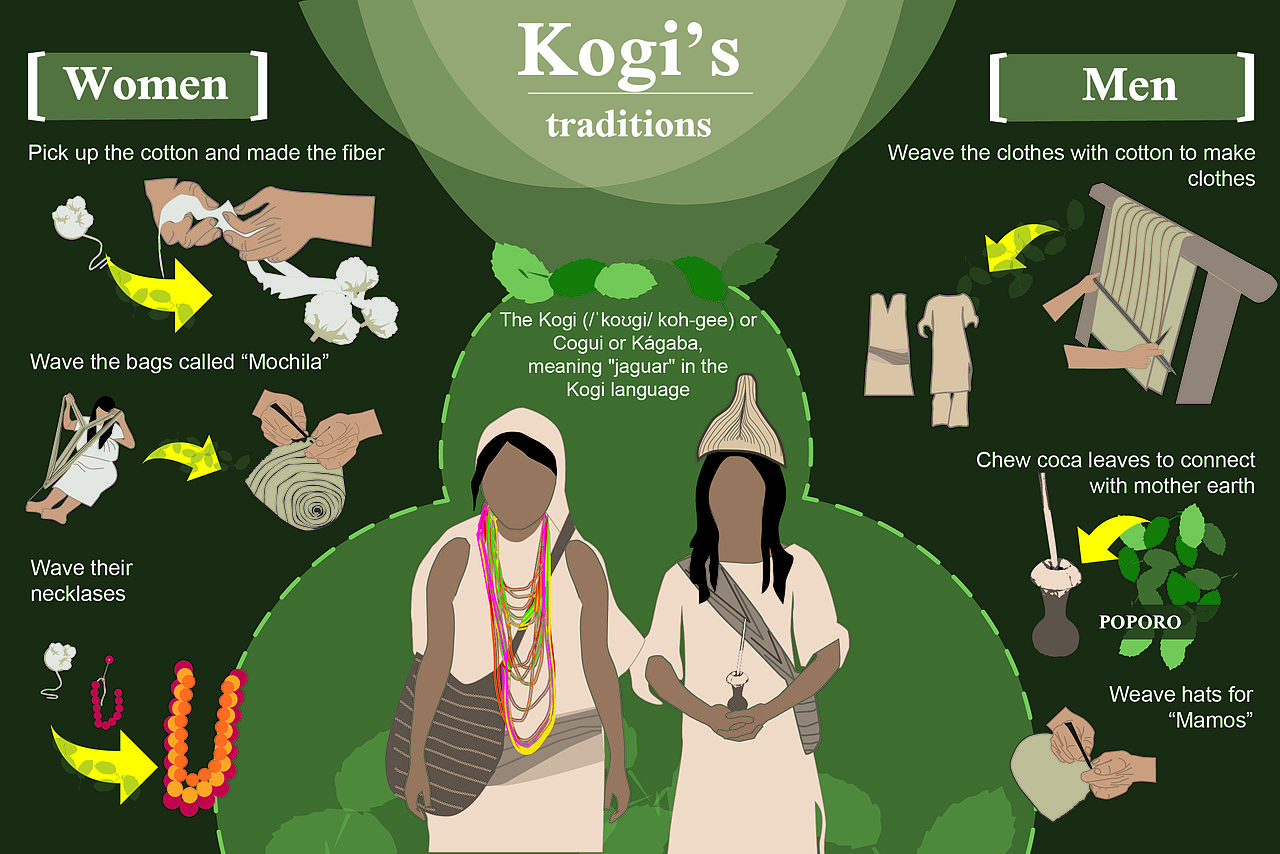 Kogi’s
traditions
Women
Pick up the cotton and made the fiber
Wave the bags called “Mochila”
Wave their
necklases
The Kogi (/ˈkoʊɡi/ koh-gee) or
Cogui or Kágaba,
meaning "jaguar" in the
Kogi language
Men
Weave the clothes with cotton to make
clothes
Chew coca leaves to connect
with mother earth
POPORO
Weave hats for
“Mamos”